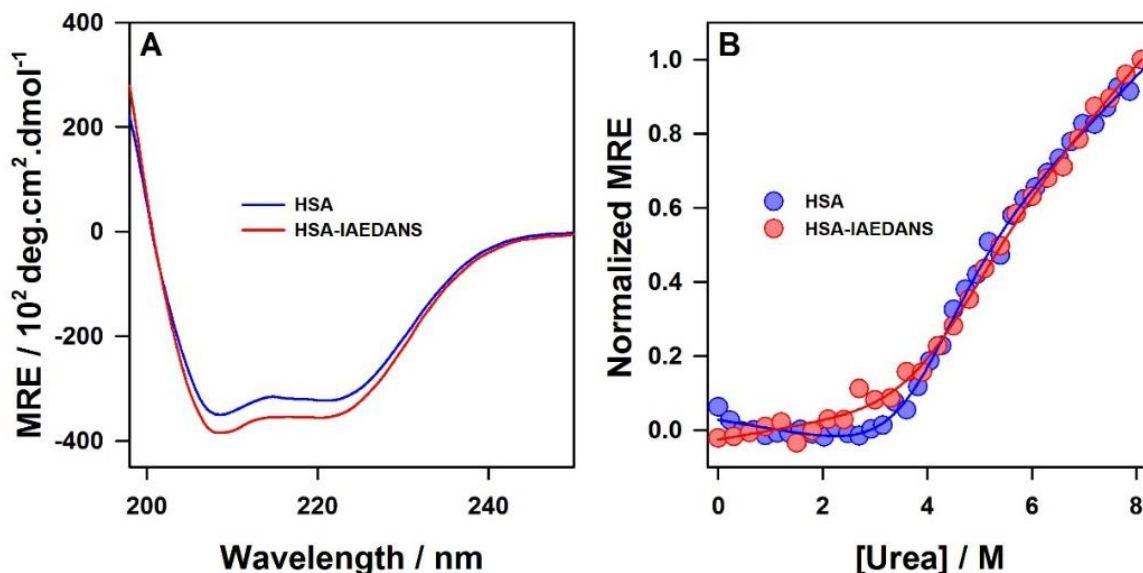 A
400
200
0
-200
-400
MRE / 10² deg.cm².dmol⁻¹
HSA
HSA-IAEDANS
200
220
240
Wavelength / nm
B
1.0
0.8
0.6
0.4
0.2
0.0
Normalized MRE
HSA
HSA-IAEDANS
0
2
4
6
8
[Urea] / M